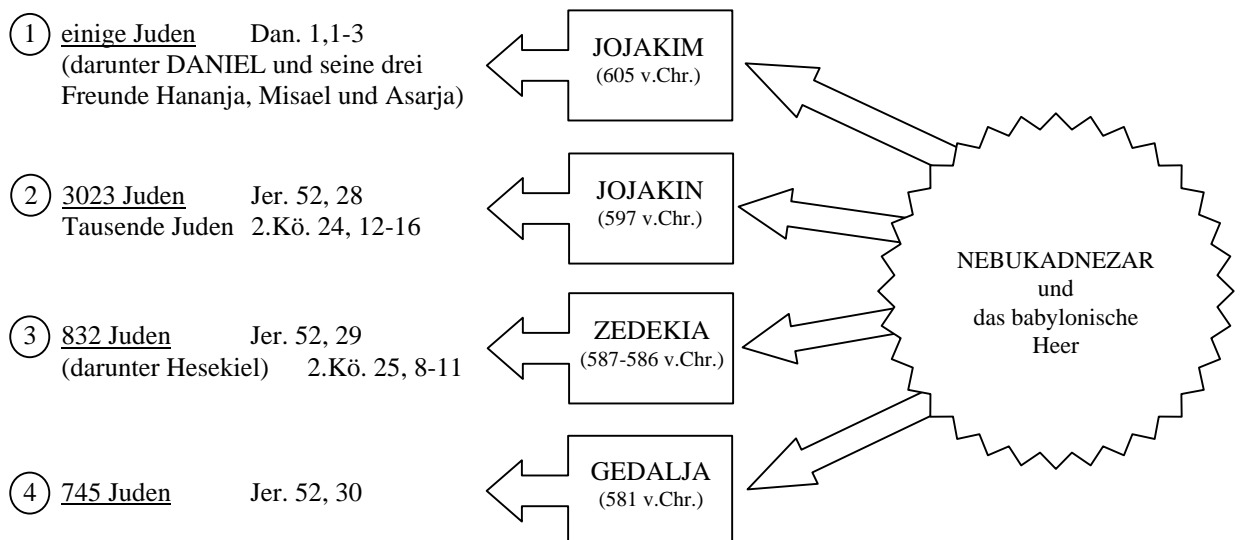 1 einige Juden Dan. 1,1-3
(darunter DANIEL und seine drei
Freunde Hananja, Misael und Asarja)
JOJAKIM
(605 v.Chr.)
2 3023 Juden Jer. 52, 28
Tausende Juden 2.Kö. 24, 12-16
JOJAKIN
(597 v.Chr.)
3 832 Juden Jer. 52, 29
(darunter Hesekiel) 2.Kö. 25, 8-11
ZEDEKIA
(587-586 v.Chr.)
4 745 Juden Jer. 52, 30
GEDALJA
(581 v.Chr.)
NEBUKADNEZAR
und
das babylonische
Heer